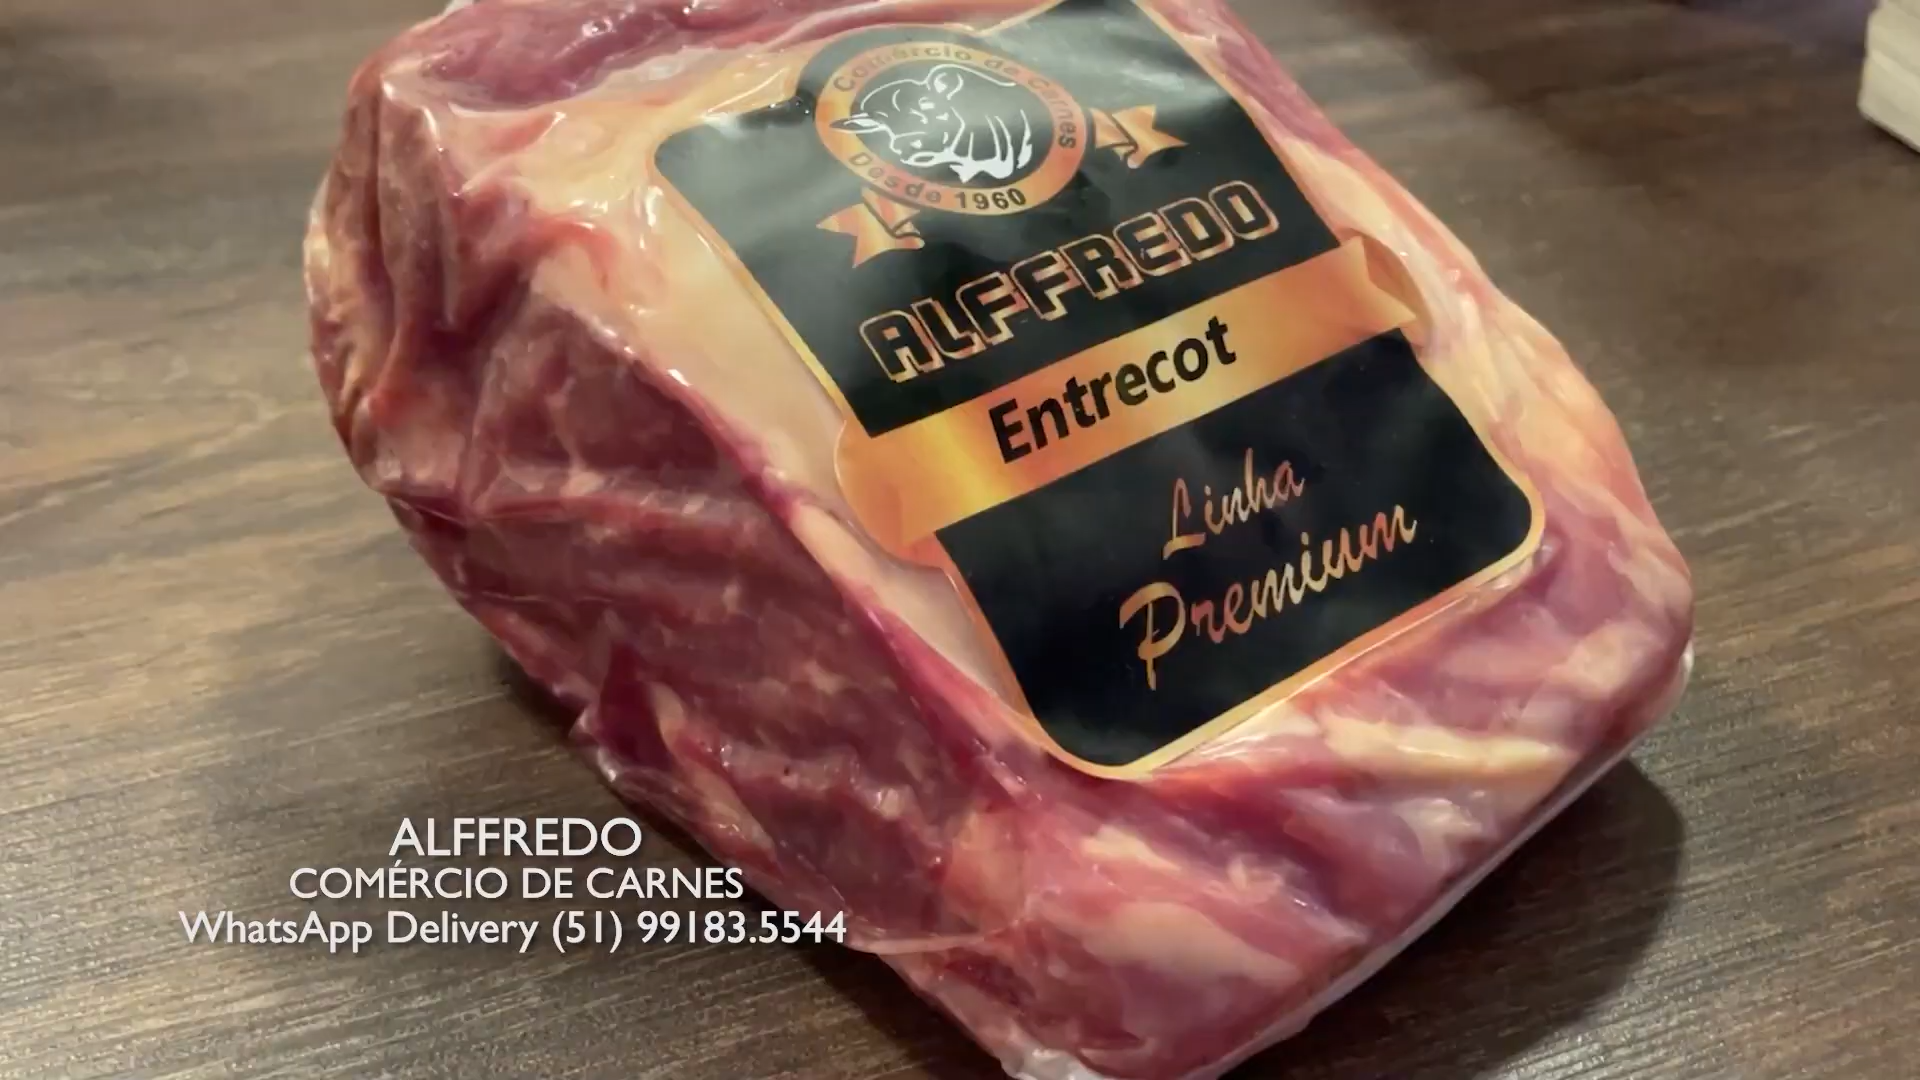 Comércio de Carnes
Desde 1960
ALFFREDO
Entrecot
Linha
Premium
ALFFREDO
COMÉRCIO DE CARNES
WhatsApp Delivery (51) 99183.5544